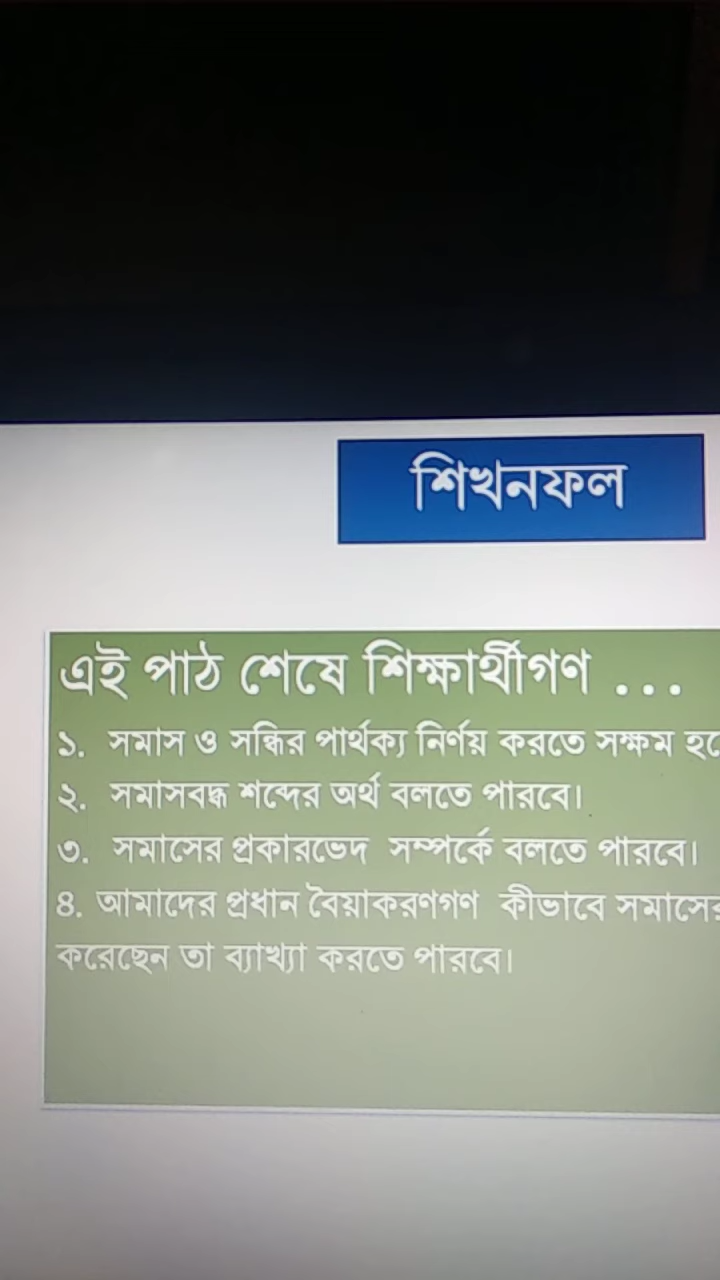 শিখনফল
এই পাঠ শেষে শিক্ষার্থীগণ ...
১. সমাস ও সন্ধির পার্থক্য নির্ণয় করতে সক্ষম
২. সমাসবদ্ধ শব্দের অর্থ বলতে পারবে।
৩. সমাসের প্রকারভেদ সম্পর্কে বলতে পারবে।
৪. আমাদের প্রধান বৈয়াকরণগণ কীভাবে সমাসের
করেছেন তা ব্যাখ্যা করতে পারবে।